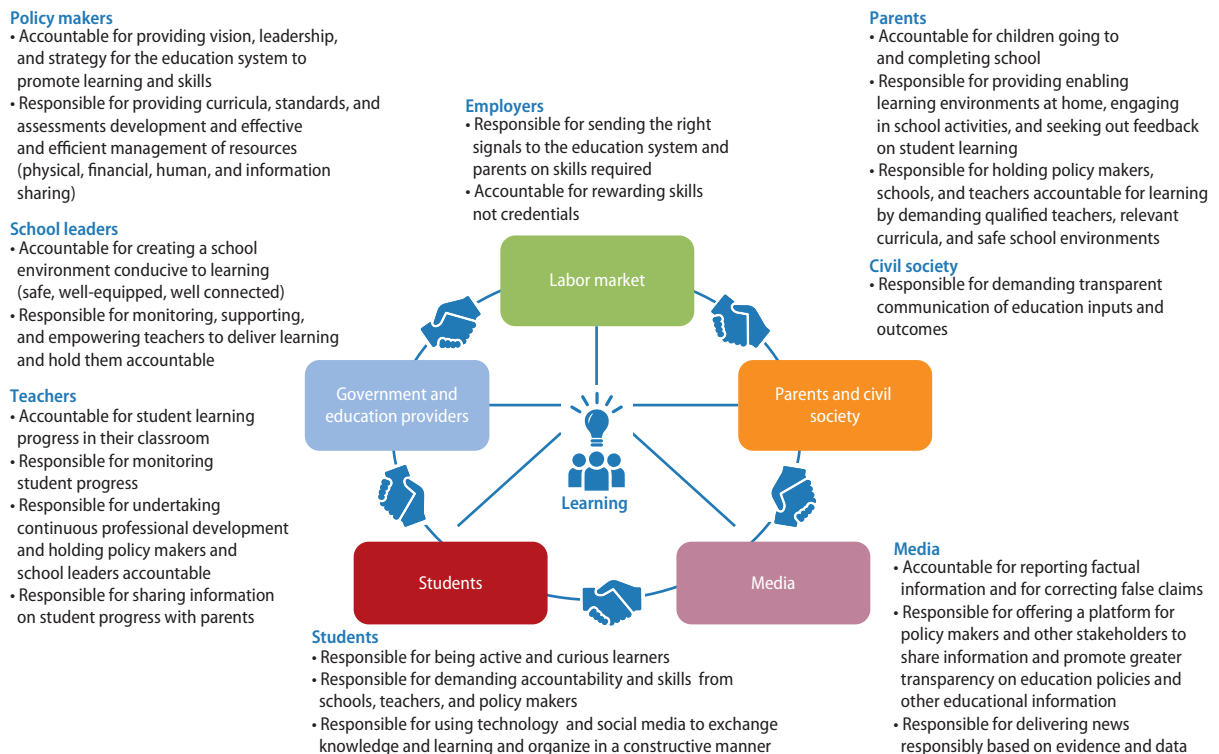 Policy makers
• Accountable for providing vision, leadership,
and strategy for the education system to
promote learning and skills
• Responsible for providing curricula, standards, and
assessments development and effective
and efficient management of resources
(physical, financial, human, and information
sharing)
School leaders
• Accountable for creating a school
environment conducive to learning
(safe, well-equipped, well connected)
• Responsible for monitoring, supporting,
and empowering teachers to deliver learning
and hold them accountable
Teachers
• Accountable for student learning
progress in their classroom
• Responsible for monitoring
student progress
• Responsible for undertaking
continuous professional development
and holding policy makers and
school leaders accountable
• Responsible for sharing information
on student progress with parents
Employers
• Responsible for sending the right
signals to the education system and
parents on skills required
• Accountable for rewarding skills
not credentials
Parents
• Accountable for children going to
and completing school
• Responsible for providing enabling
learning environments at home, engaging
in school activities, and seeking out feedback
on student learning
• Responsible for holding policy makers,
schools, and teachers accountable for learning
by demanding qualified teachers, relevant
curricula, and safe school environments
Civil society
• Responsible for demanding transparent
communication of education inputs and
outcomes
Labor market
Government and
education providers
Parents and civil
society
Learning
Students
Media
Students
• Responsible for being active and curious learners
• Responsible for demanding accountability and skills from
schools, teachers, and policy makers
• Responsible for using technology and social media to exchange
knowledge and learning and organize in a constructive manner
Media
• Accountable for reporting factual
information and for correcting false claims
• Responsible for offering a platform for
policy makers and other stakeholders to
share information and promote greater
transparency on education policies and
other educational information
• Responsible for delivering news
responsibly based on evidence and data